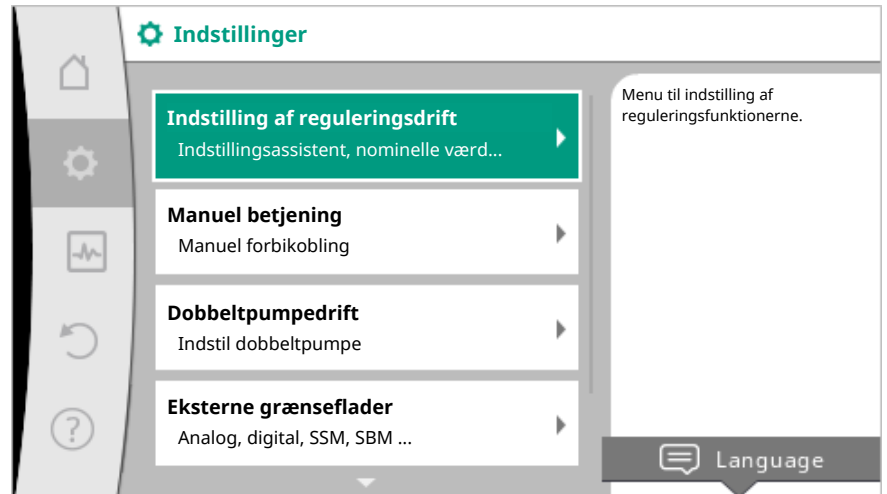 Indstillinger
Indstilling af reguleringsdrift
Indstillingsassistent, nominelle værd...
Manuel betjening
Manuel forbikobling
Dobbeltpumpedrift
Indstil dobbeltpumpe
Eksterne grænseflader
Analog, digital, SSM, SBM ...
Menu til indstilling af
reguleringsfunktionerne.
?
Language